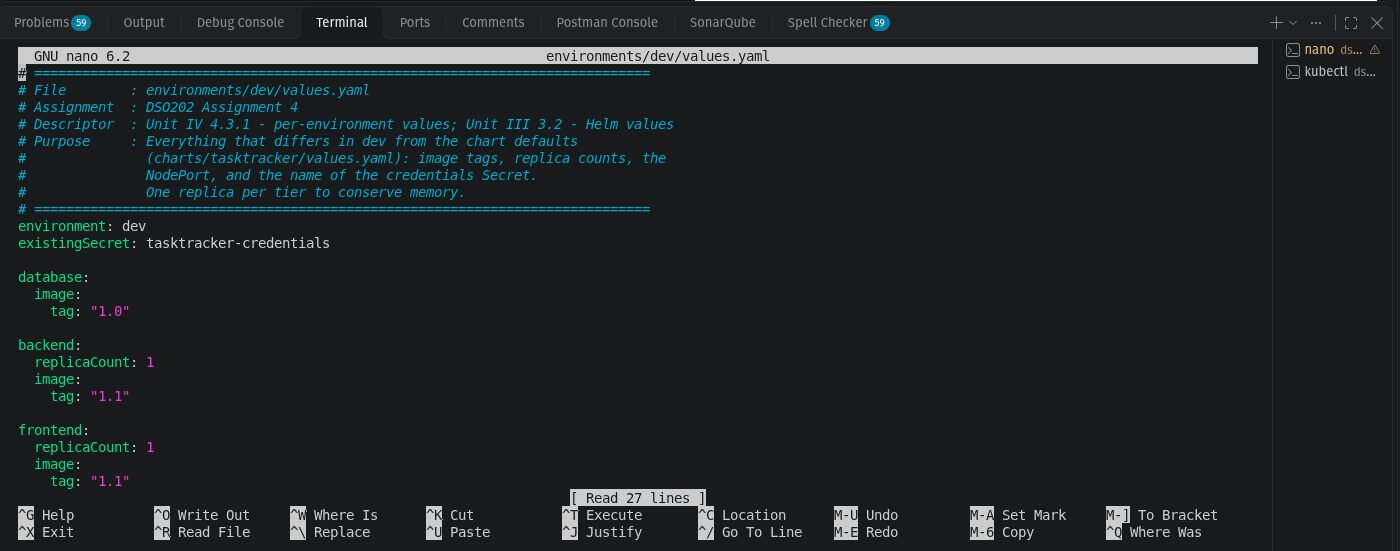 Problems 59 Output Debug Console Terminal Ports Comments Postman Console SonarQube Spell Checker 59
GNU nano 6.2 environments/dev/values.yaml
nano ds...
kubectl ds...
# =============================================================================
# File        : environments/dev/values.yaml
# Assignment  : DSO202 Assignment 4
# Descriptor  : Unit IV 4.3.1 - per-environment values; Unit III 3.2 - Helm values
# Purpose     : Everything that differs in dev from the chart defaults
#               (charts/tasktracker/values.yaml): image tags, replica counts, the
#               NodePort, and the name of the credentials Secret.
#               One replica per tier to conserve memory.
# =============================================================================
environment: dev
existingSecret: tasktracker-credentials

database:
  image:
    tag: "1.0"

backend:
  replicaCount: 1
  image:
    tag: "1.1"

frontend:
  replicaCount: 1
  image:
    tag: "1.1"
[ Read 27 lines ]
^G Help ^O Write Out ^W Where Is ^K Cut ^T Execute ^C Location M-U Undo M-A Set Mark M-] To Bracket
^X Exit ^R Read File ^\ Replace ^U Paste ^J Justify ^/ Go To Line M-E Redo M-6 Copy ^Q Where Was